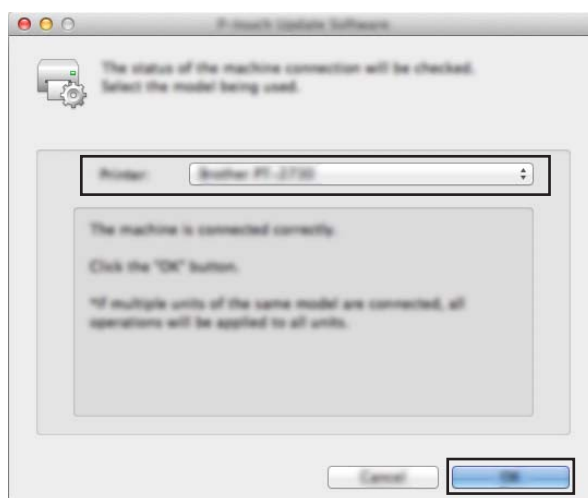 P-touch Update Software
The status of the machine connection will be checked.
Select the model being used.
Printer:
Brother PT-2730
The machine is connected correctly.
Click the "OK" button.
*If multiple units of the same model are connected, all
operations will be applied to all units.
Cancel
OK